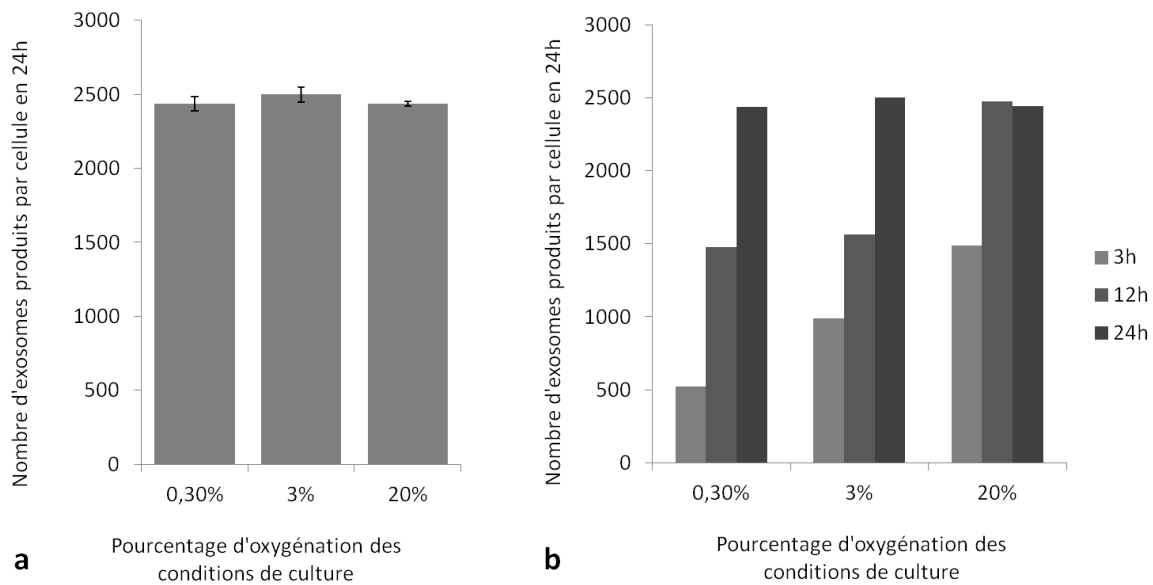 Nombre d'exosomes produits par cellule en 24h
3000
2500
2000
1500
1000
500
0
0,30% 3% 20%
Pourcentage d'oxygénation des
conditions de culture
a
Nombre d'exosomes produits par cellule en 24h
3000
2500
2000
1500
1000
500
0
0,30% 3% 20%
Pourcentage d'oxygénation des
conditions de culture
b
3h
12h
24h